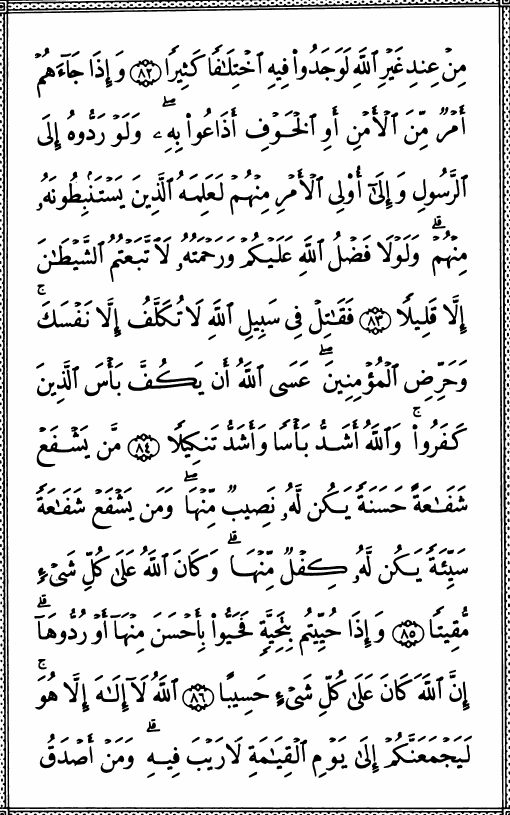 مِنْ عِندِ غَيْرِ ٱللَّهِ لَوَجَدُوا۟ فِيهِ ٱخْتِلَٰفًا كَثِيرًا ٨٢ وَإِذَا جَآءَهُمْ
أَمْرٌ مِّنَ ٱلْأَمْنِ أَوِ ٱلْخَوْفِ أَذَاعُوا۟ بِهِۦۖ وَلَوْ رَدُّوهُ إِلَى
ٱلرَّسُولِ وَإِلَىٰٓ أُو۟لِى ٱلْأَمْرِ مِنْهُمْ لَعَلِمَهُ ٱلَّذِينَ يَسْتَنۢبِطُونَهُۥ
مِنْهُمْۗ وَلَوْلَا فَضْلُ ٱللَّهِ عَلَيْكُمْ وَرَحْمَتُهُۥ لَٱتَّبَعْتُمُ ٱلشَّيْطَٰنَ
إِلَّا قَلِيلًا ٨٣ فَقَٰتِلْ فِى سَبِيلِ ٱللَّهِ لَا تُكَلَّفُ إِلَّا نَفْسَكَۚ
وَحَرِّضِ ٱلْمُؤْمِنِينَۖ عَسَى ٱللَّهُ أَن يَكُفَّ بَأْسَ ٱلَّذِينَ
كَفَرُوا۟ۚ وَٱللَّهُ أَشَدُّ بَأْسًا وَأَشَدُّ تَنكِيلًا ٨٤ مَّن يَشْفَعْ
شَفَٰعَةً حَسَنَةً يَكُن لَّهُۥ نَصِيبٌ مِّنْهَاۖ وَمَن يَشْفَعْ شَفَٰعَةً
سَيِّئَةً يَكُن لَّهُۥ كِفْلٌ مِّنْهَاۗ وَكَانَ ٱللَّهُ عَلَىٰ كُلِّ شَىْءٍ
مُّقِيتًا ٨٥ وَإِذَا حُيِّيتُم بِتَحِيَّةٍ فَحَيُّوا۟ بِأَحْسَنَ مِنْهَآ أَوْ رُدُّوهَآۗ
إِنَّ ٱللَّهَ كَانَ عَلَىٰ كُلِّ شَىْءٍ حَسِيبًا ٨٦ ٱللَّهُ لَآ إِلَٰهَ إِلَّا هُوَۚ
لَيَجْمَعَنَّكُمْ إِلَىٰ يَوْمِ ٱلْقِيَٰمَةِ لَا رَيْبَ فِيهِۗ وَمَنْ أَصْدَقُ